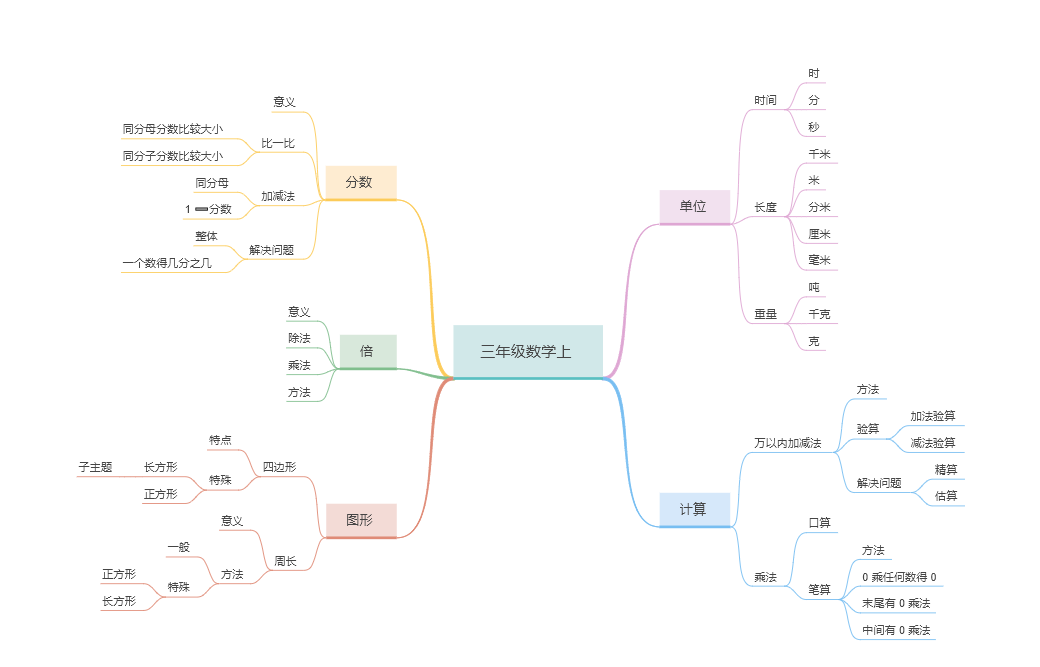 三年级数学上
分数
意义
比一比
同分母分数比较大小
同分子分数比较大小
加减法
同分母
1 一分数
解决问题
整体
一个数得几分之几
倍
意义
除法
乘法
方法
图形
四边形
特点
特殊
长方形
子主题
正方形
周长
意义
方法
一般
特殊
正方形
长方形
单位
时间
时
分
秒
长度
千米
米
分米
厘米
毫米
重量
吨
千克
克
计算
万以内加减法
方法
验算
加法验算
减法验算
解决问题
精算
估算
乘法
口算
笔算
方法
0 乘任何数得 0
末尾有 0 乘法
中间有 0 乘法